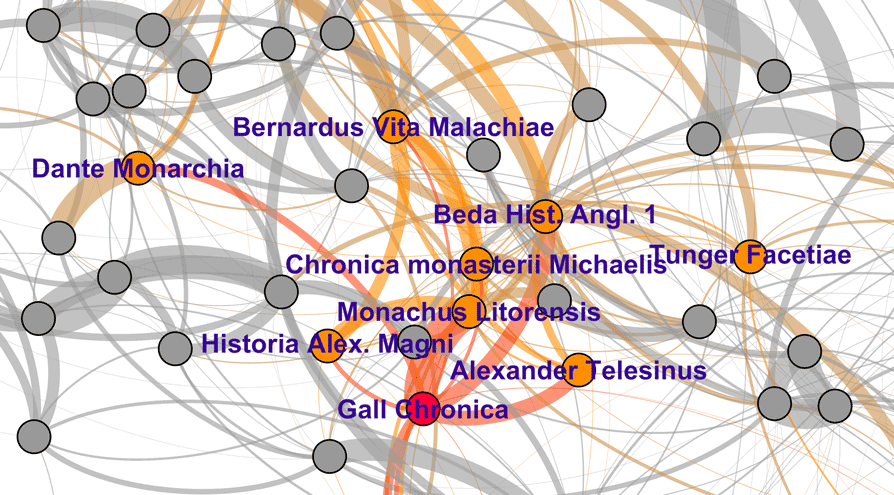 Bernardus Vita Malachiae
Dante Monarchia
Beda Hist. Angl. 1
Tunger Facetiae
Chronica monasterii Michaelis
Monachus Litorensis
Historia Alex. Magni
Alexander Telesinus
Gall Chronica